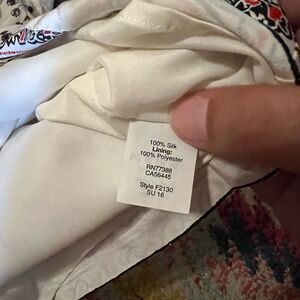 100% Silk
Lining:
100% Polyester
RN77388
CA56445
Style F2130
SU 16